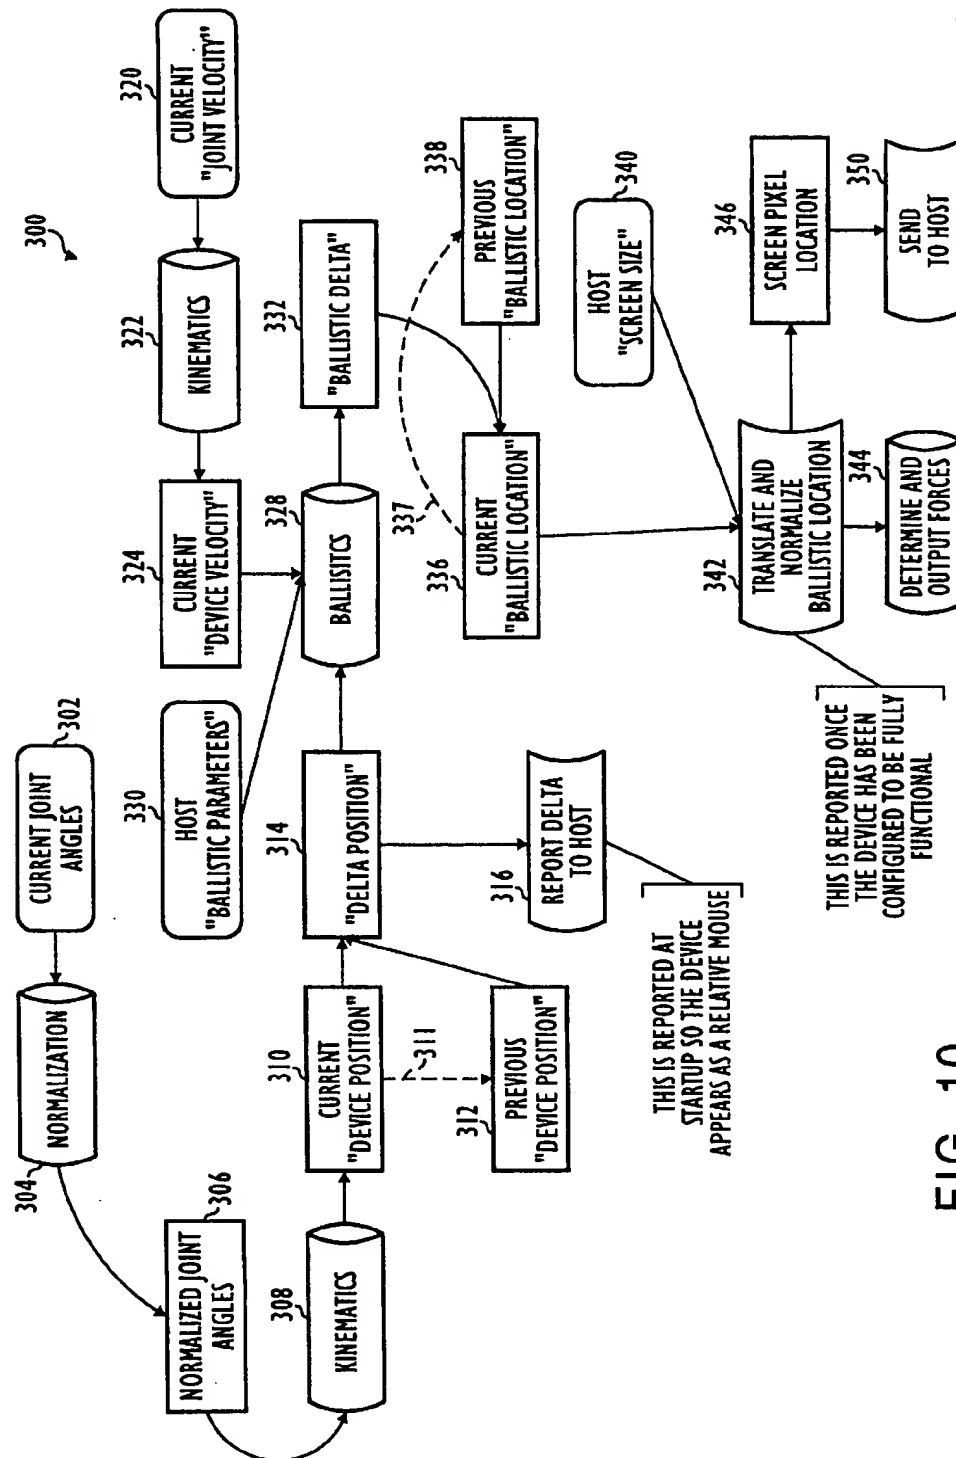 300
302
CURRENT JOINT
ANGLES
304
NORMALIZATION
306
NORMALIZED JOINT
ANGLES
308
KINEMATICS
310
CURRENT
"DEVICE POSITION"
311
312
PREVIOUS
"DEVICE POSITION"
314
"DELTA POSITION"
316
REPORT DELTA
TO HOST
THIS IS REPORTED AT
STARTUP SO THE DEVICE
APPEARS AS A RELATIVE MOUSE
320
CURRENT
"JOINT VELOCITY"
322
KINEMATICS
324
CURRENT
"DEVICE VELOCITY"
330
HOST
"BALLISTIC PARAMETERS"
328
BALLISITCS
332
"BALLISTIC DELTA"
336
CURRENT
"BALLISTIC LOCATION"
337
338
PREVIOUS
"BALLISTIC LOCATION"
340
HOST
"SCREEN SIZE"
342
TRANSLATE AND
NORMALIZE
BALLISTIC LOCATION
344
DETERMINE AND
OUTPUT FORCES
346
SCREEN PIXEL
LOCATION
350
SEND
TO HOST
THIS IS REPORTED ONCE
THE DEVICE HAS BEEN
CONFIGURED TO BE FULLY
FUNCTIONAL